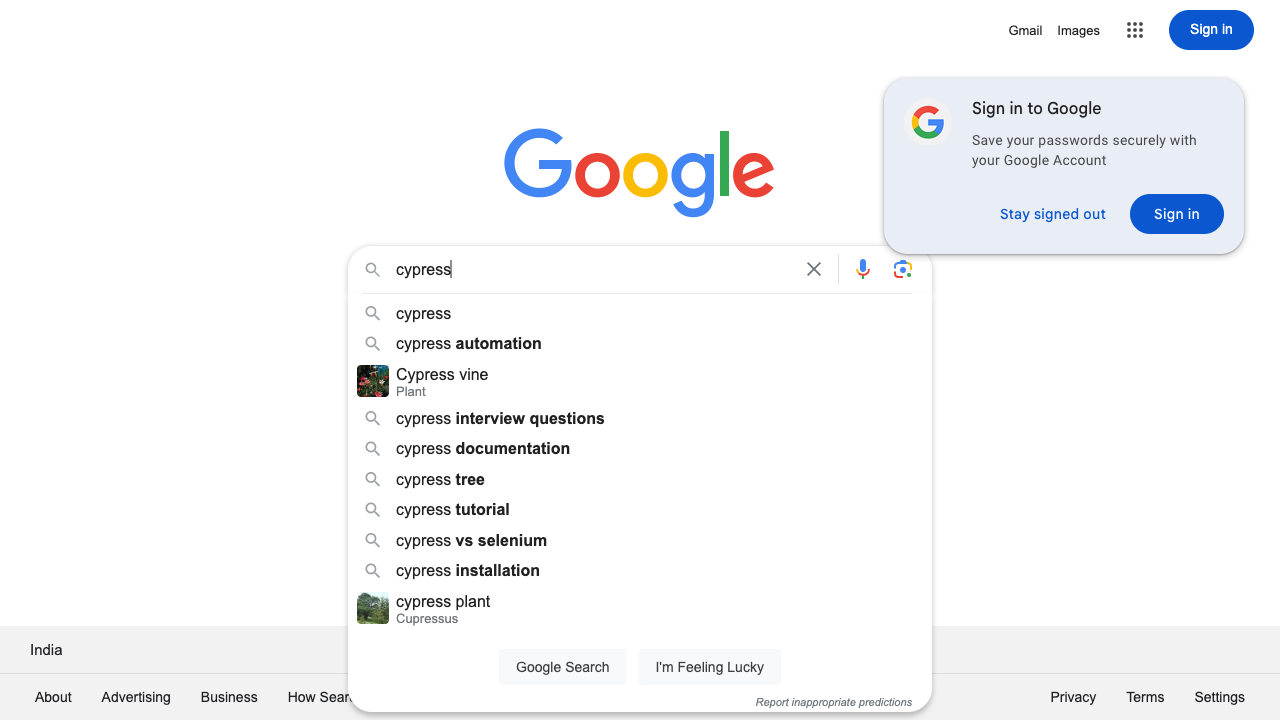 Gmail Images Sign in
Sign in to Google
Save your passwords securely with
your Google Account
Stay signed out Sign in
Google
cypress
cypress
cypress automation
Cypress vine
Plant
cypress interview questions
cypress documentation
cypress tree
cypress tutorial
cypress vs selenium
cypress installation
cypress plant
Cupressus
Google Search I'm Feeling Lucky
Report inappropriate predictions
India
About Advertising Business How Sear Privacy Terms Settings